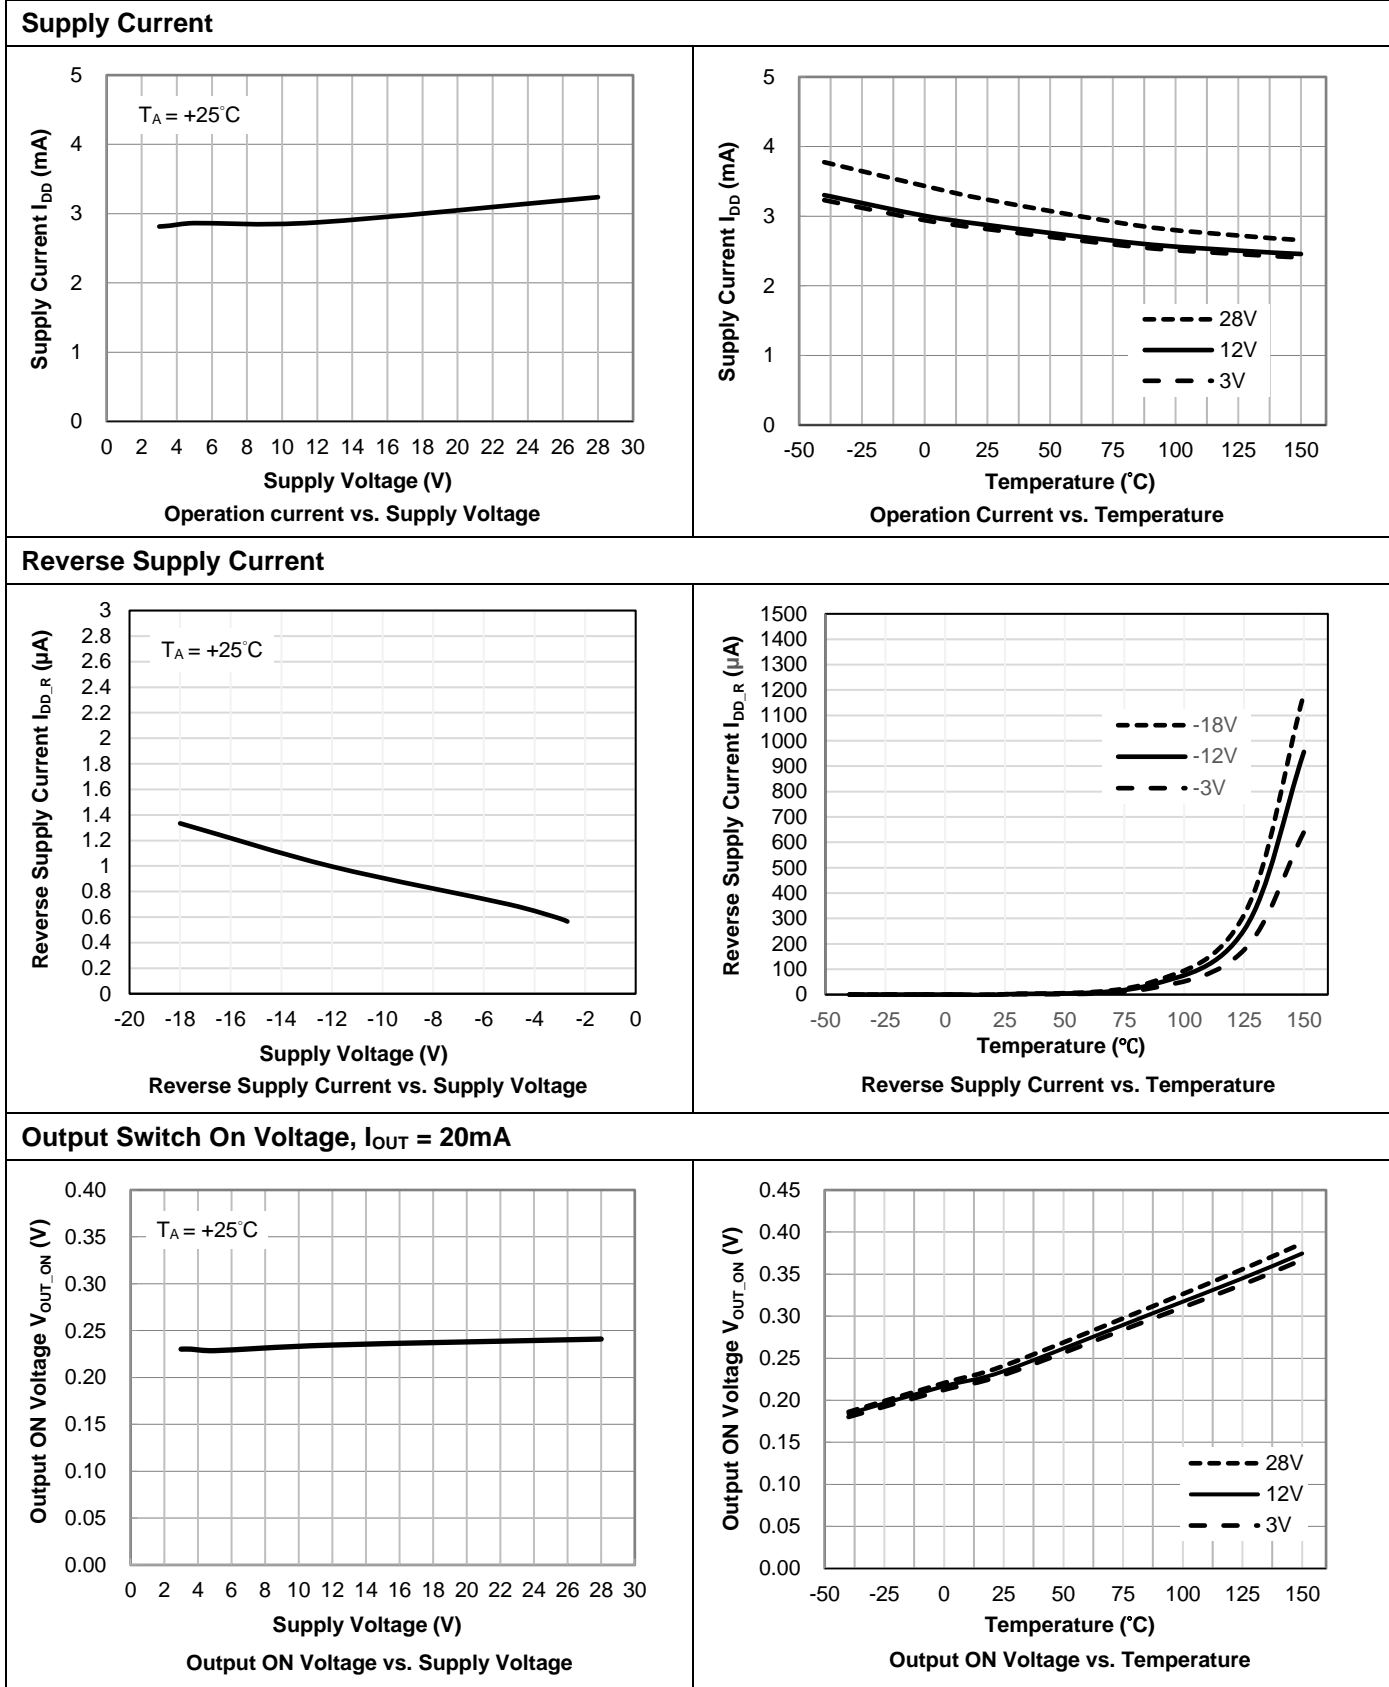 Supply Current
5
4
3
2
1
0
Supply Current IDD (mA)
TA = +25°C
0 2 4 6 8 10 12 14 16 18 20 22 24 26 28 30
Supply Voltage (V)
Operation current vs. Supply Voltage
5
4
3
2
1
0
Supply Current IDD (mA)
28V
12V
3V
-50 -25 0 25 50 75 100 125 150
Temperature (°C)
Operation Current vs. Temperature
Reverse Supply Current
3
2.8
2.6
2.4
2.2
2
1.8
1.6
1.4
1.2
1
0.8
0.6
0.4
0.2
0
Reverse Supply Current IDD_R (µA)
TA = +25°C
-20 -18 -16 -14 -12 -10 -8 -6 -4 -2 0
Supply Voltage (V)
Reverse Supply Current vs. Supply Voltage
1500
1400
1300
1200
1100
1000
900
800
700
600
500
400
300
200
100
0
Reverse Supply Current IDD_R (µA)
-18V
-12V
-3V
-50 -25 0 25 50 75 100 125 150
Temperature (℃)
Reverse Supply Current vs. Temperature
Output Switch On Voltage, IOUT = 20mA
0.40
0.35
0.30
0.25
0.20
0.15
0.10
0.05
0.00
Output ON Voltage VOUT_ON (V)
TA = +25°C
0 2 4 6 8 10 12 14 16 18 20 22 24 26 28 30
Supply Voltage (V)
Output ON Voltage vs. Supply Voltage
0.45
0.40
0.35
0.30
0.25
0.20
0.15
0.10
0.05
0.00
Output ON Voltage VOUT_ON (V)
28V
12V
3V
-50 -25 0 25 50 75 100 125 150
Temperature (°C)
Output ON Voltage vs. Temperature